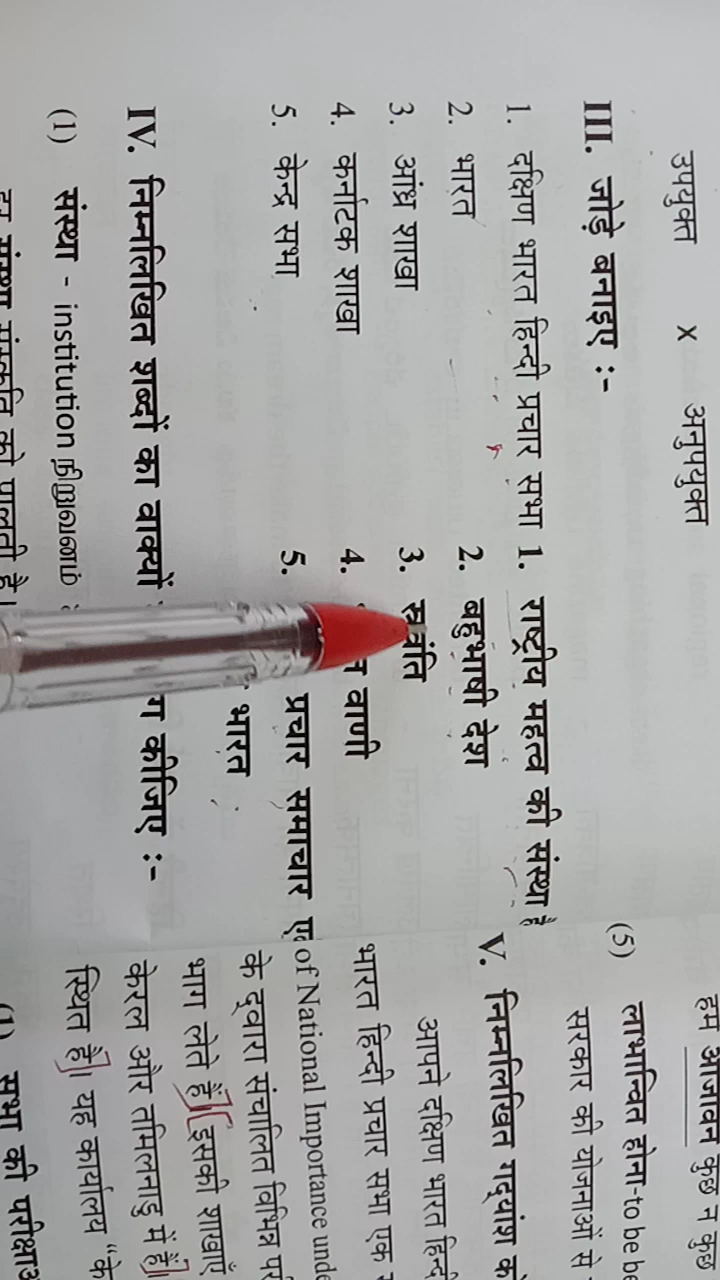 उपयुक्त x अनुपयुक्त
III. जोड़े बनाइए :-
1. दक्षिण भारत हिन्दी प्रचार सभा 1. राष्ट्रीय महत्व की संस्था है
2. भारत 2. बहुभाषी देश
3. आंध्र शाखा 3. स्रवंति
4. कर्नाटक शाखा 4. वाणी
5. केन्द्र सभा 5. प्रचार समाचार
भारत
IV. निम्नलिखित शब्दों का वाक्यों कीजिए :-
(1) संस्था - institution நிறுவனம்
हम आजीवन कुछ न कुछ
(5) लाभान्वित होना-to be b
सरकार की योजनाओं से
V. निम्नलिखित गद्यांश को
आपने दक्षिण भारत हिन्दी
भारत हिन्दी प्रचार सभा एक
of National Importance unde
के द्वारा संचालित विभिन्न
भाग लेते हैं। इसकी शाखाएँ
केरल और तमिलनाडु में हैं।
स्थित है। यह कार्यालय "के
(1) सभा की